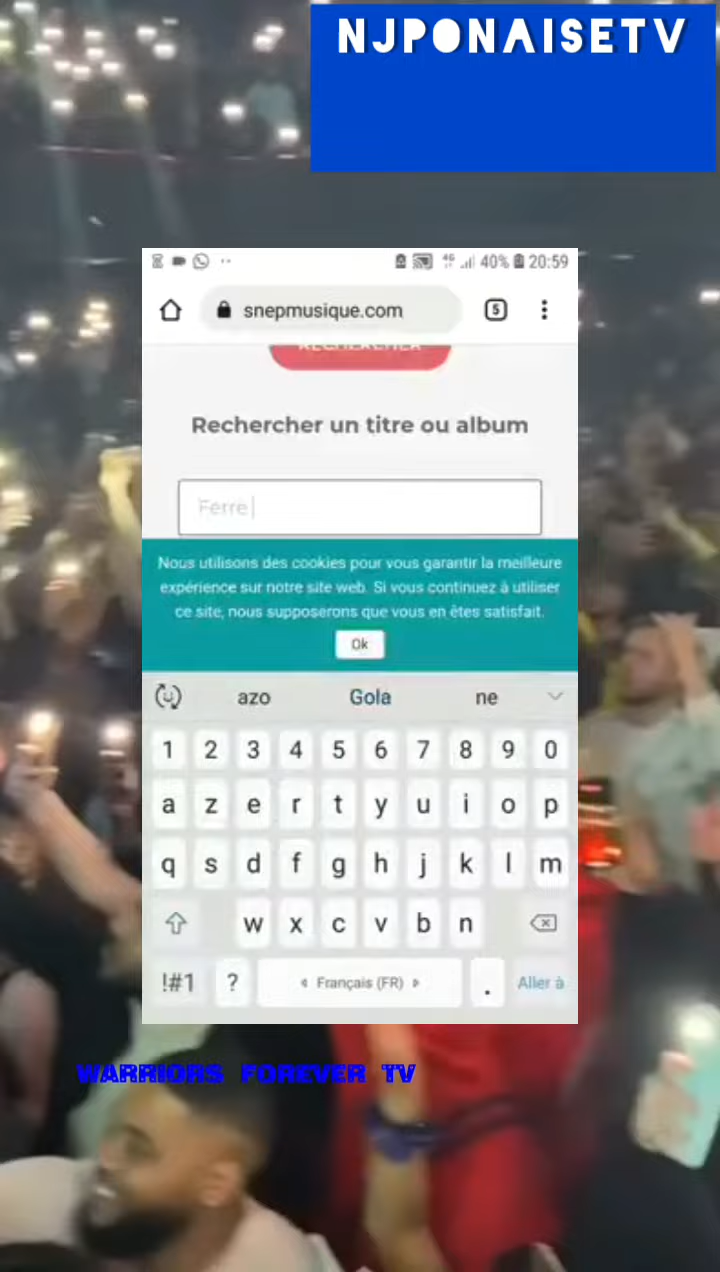 NJPONAISETV
40% 20:59
snepmusique.com 5
RECHERCHER
Rechercher un titre ou album
Ferre
Nous utilisons des cookies pour vous garantir la meilleure
expérience sur notre site web. Si vous continuez à utiliser
ce site, nous supposerons que vous en êtes satisfait.
Ok
azo Gola ne
1 2 3 4 5 6 7 8 9 0
a z e r t y u i o p
q s d f g h j k l m
w x c v b n
!#1 ? Français (FR) . Aller à
WARRIORS FOREVER TV